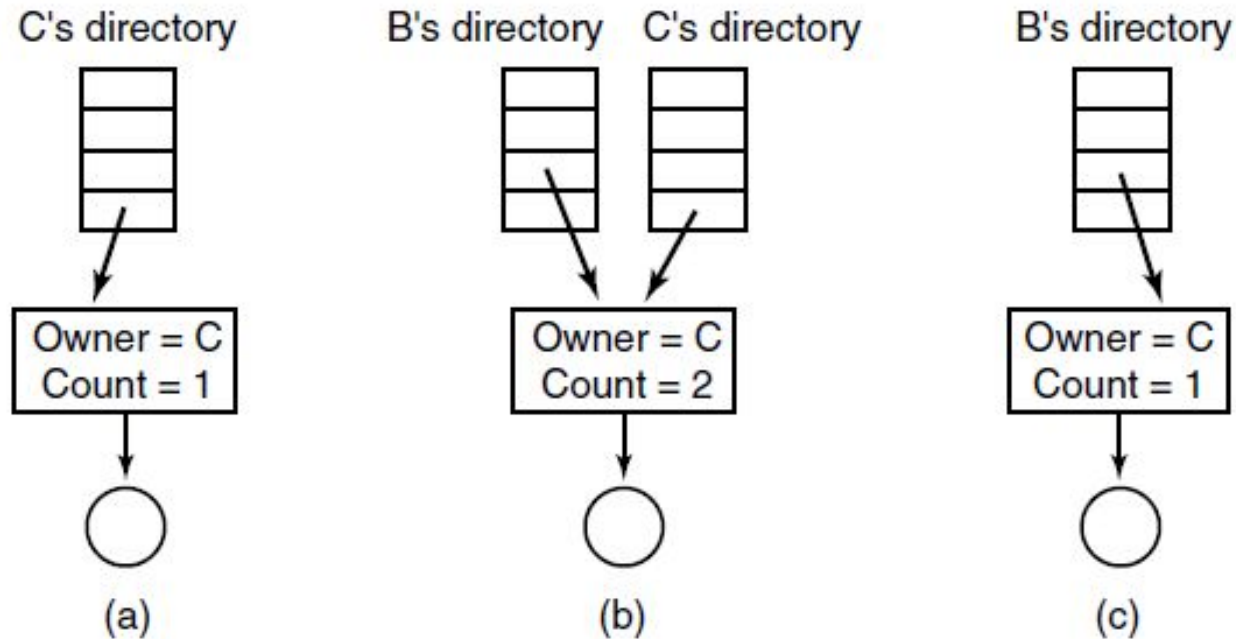 C's directory
B's directory
C's directory
B's directory
Owner = C
Count = 1
Owner = C
Count = 2
Owner = C
Count = 1
(a)
(b)
(c)